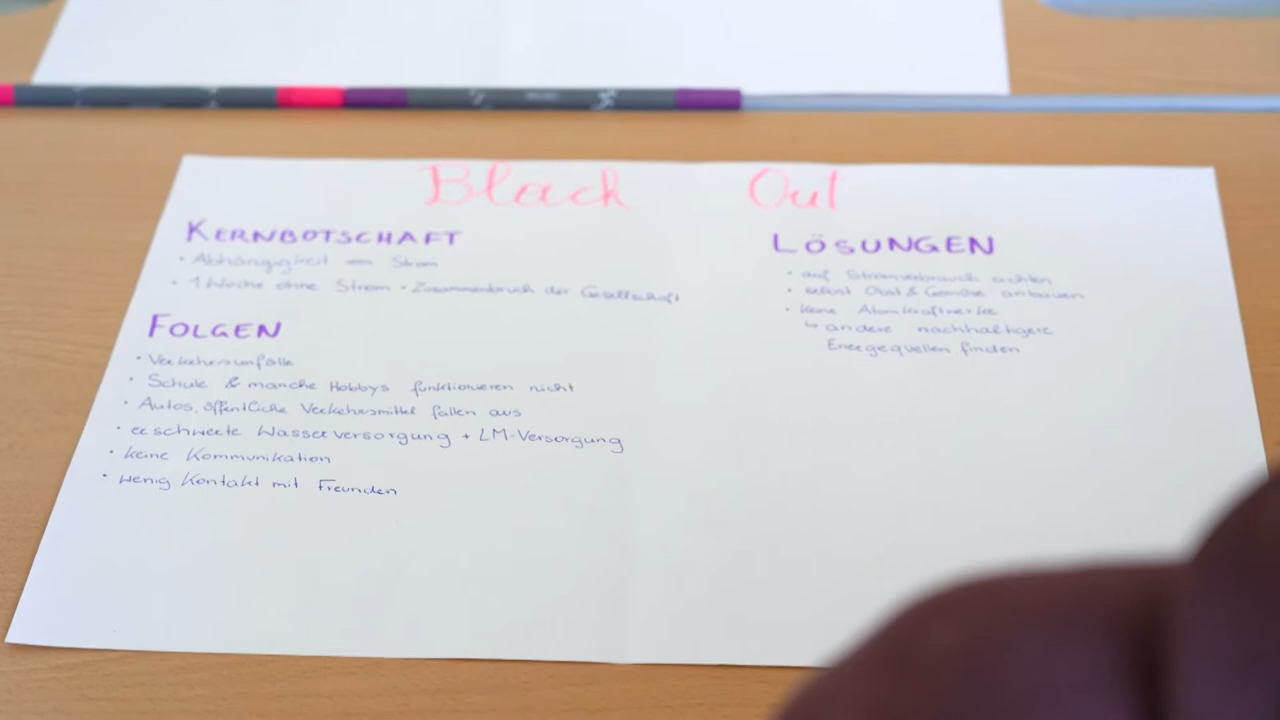 Black Out
KERNBOTSCHAFT
• Abhängigkeit von Strom
• 1 Woche ohne Strom = Zusammenbruch der Gesellschaft
FOLGEN
• Verkehrsunfälle
• Schule & manche Hobbys funktionieren nicht
• Autos, öffentliche Verkehrsmittel fallen aus
• erschwerte Wasserversorgung + LM-Versorgung
• keine Kommunikation
• wenig Kontakt mit Freunden
LÖSUNGEN
• auf Stromverbrauch achten
• selbst Obst & Gemüse anbauen
• keine Atomkraftwerke
↳ andere nachhaltigere
Energiequellen finden